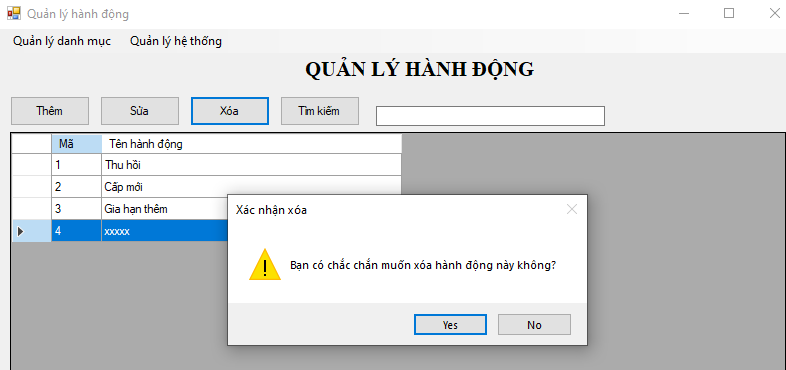 Quản lý hành động
Quản lý danh mục Quản lý hệ thống
QUẢN LÝ HÀNH ĐỘNG
Thêm Sửa Xóa Tìm kiếm
Mã Tên hành động
1 Thu hồi
2 Cấp mới
3 Gia hạn thêm
4 xxxxx
Xác nhận xóa
Bạn có chắc chắn muốn xóa hành động này không?
Yes No